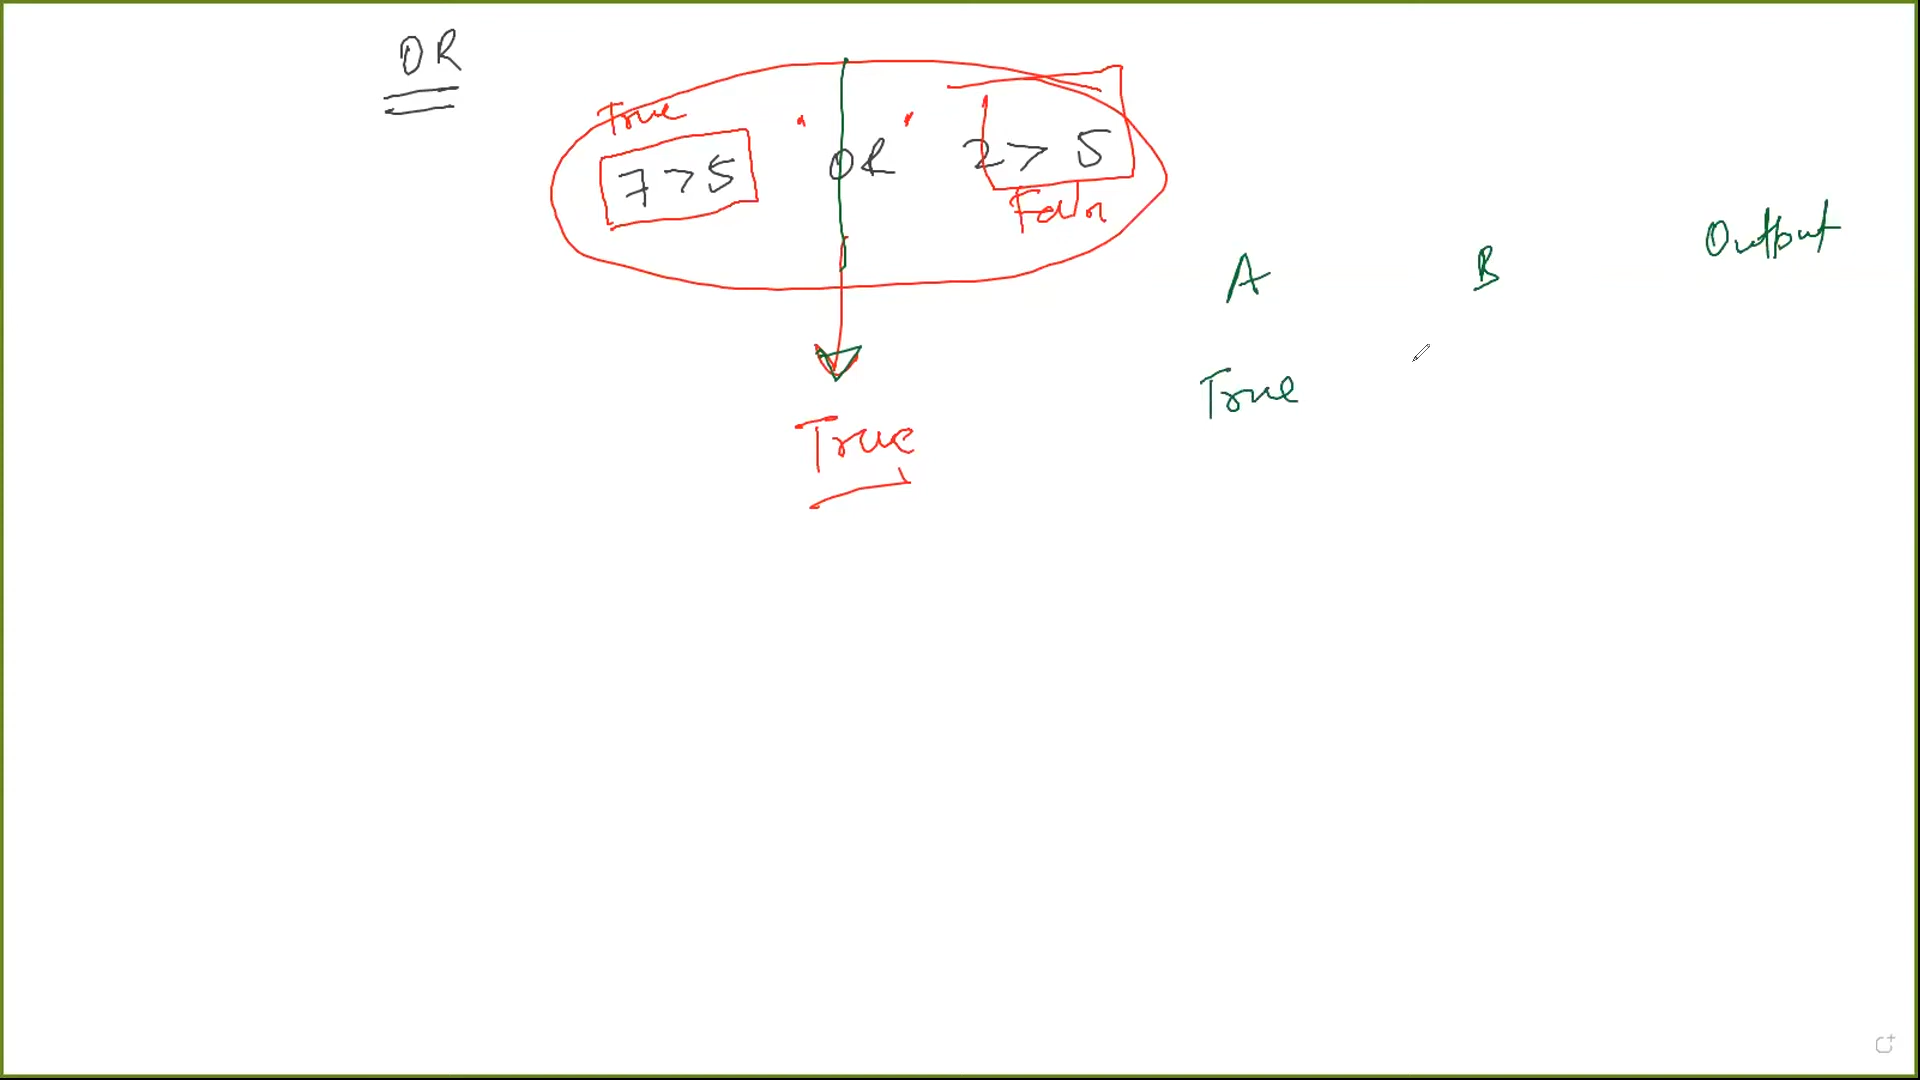 OR
True
7 > 5 " OR " 2 > 5
False
A B Output
True
True